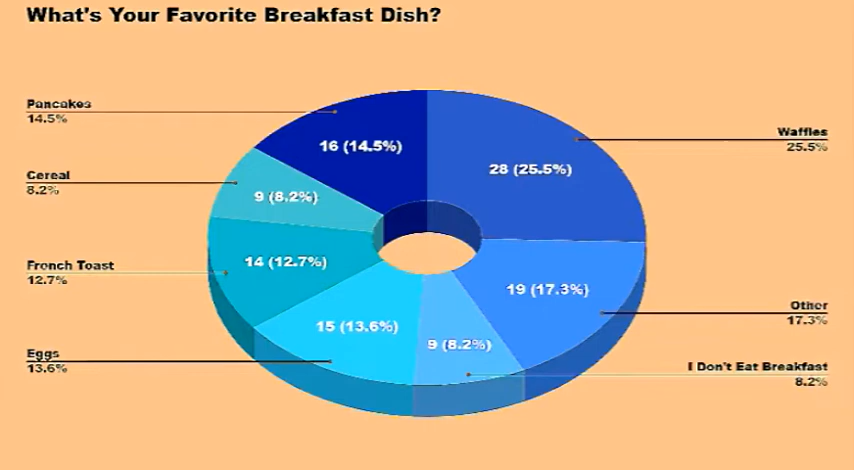 What's Your Favorite Breakfast Dish?
Pancakes
14.5%
Waffles
25.5%
16 (14.5%)
28 (25.5%)
Cereal
8.2%
9 (8.2%)
French Toast
12.7%
14 (12.7%)
19 (17.3%)
Other
17.3%
15 (13.6%)
9 (8.2%)
Eggs
13.6%
I Don't Eat Breakfast
8.2%